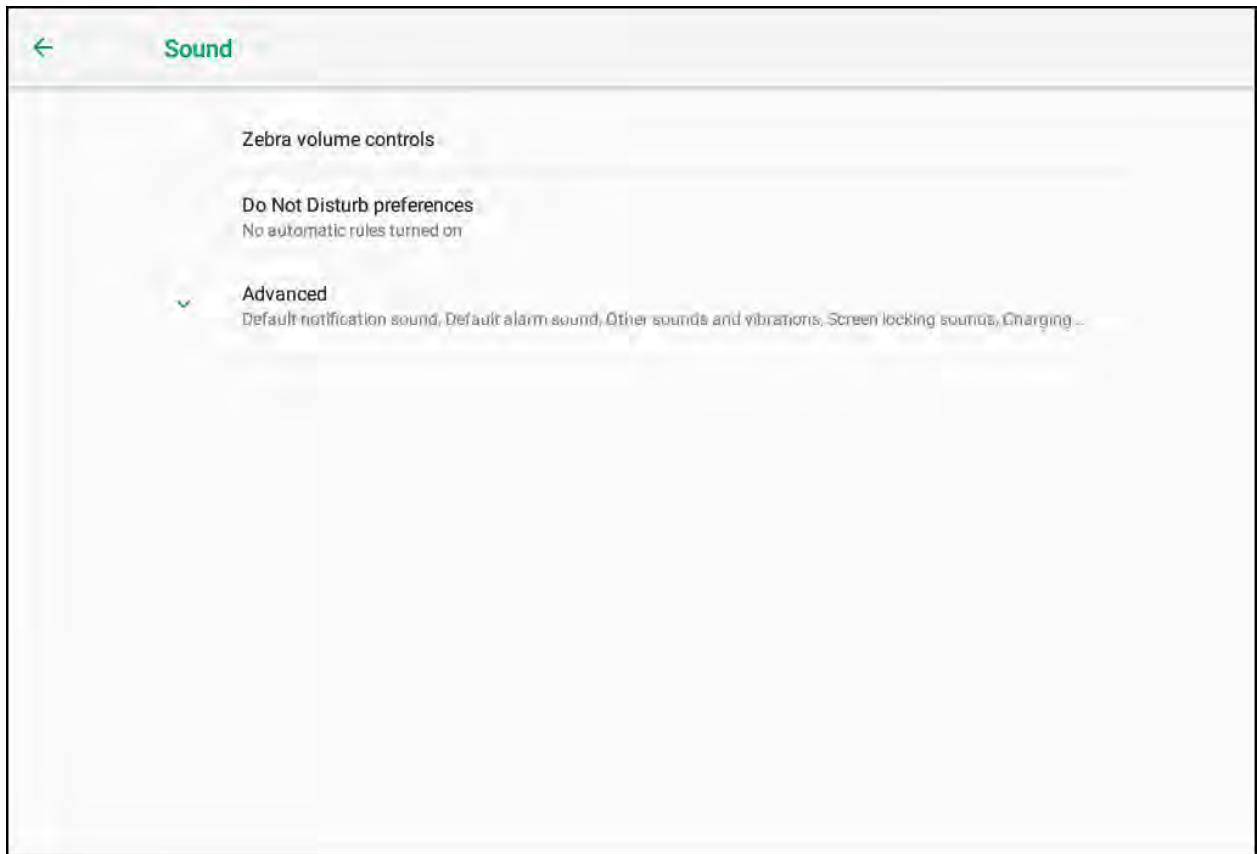 Sound
Zebra volume controls
Do Not Disturb preferences
No automatic rules turned on
Advanced
Default notification sound, Default alarm sound, Other sounds and vibrations, Screen locking sounds, Charging ...